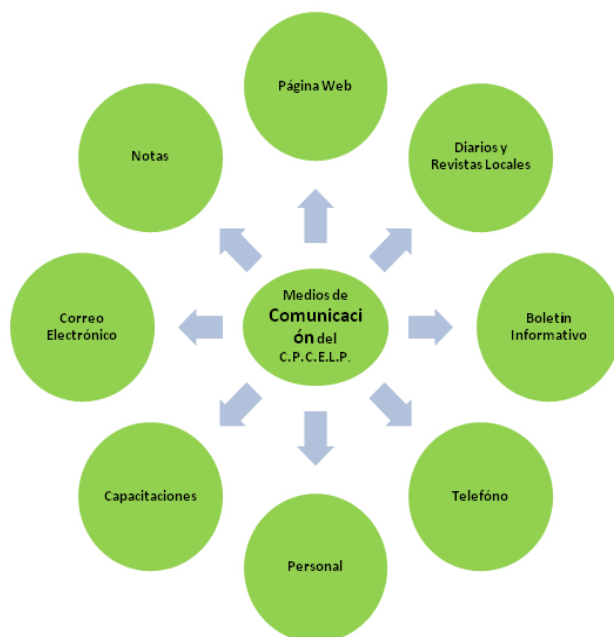 Página Web
Diarios y
Revistas Locales
Boletín
Informativo
Telefóno
Personal
Capacitaciones
Correo
Electrónico
Notas
Medios de
Comunicaci
ón del
C.P.C.E.L.P.